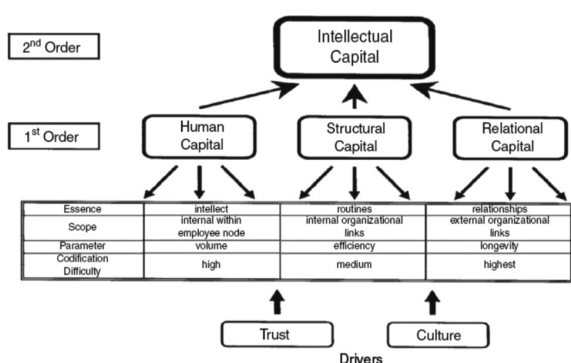 Intellectual
Capital
2nd Order
1st Order
Human
Capital
Structural
Capital
Relational
Capital
Essence intellect routines relationships
Scope internal within employee node internal organizational links external organizational links
Parameter volume efficiency longevity
Codification Difficulty high medium highest
Trust
Culture
Drivers